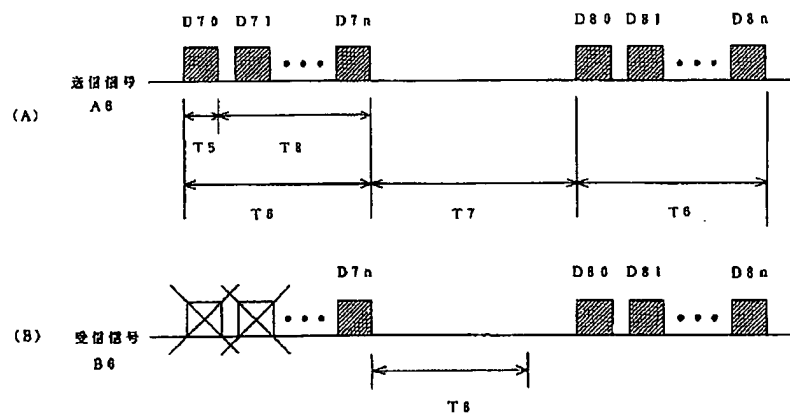 D70 D71 ••• D7n D80 D81 ••• D8n
送信信号
A6
(A)
T5 T8
T6 T7 T6
D7n D80 D81 ••• D8n
(B)
受信信号
B6
T8